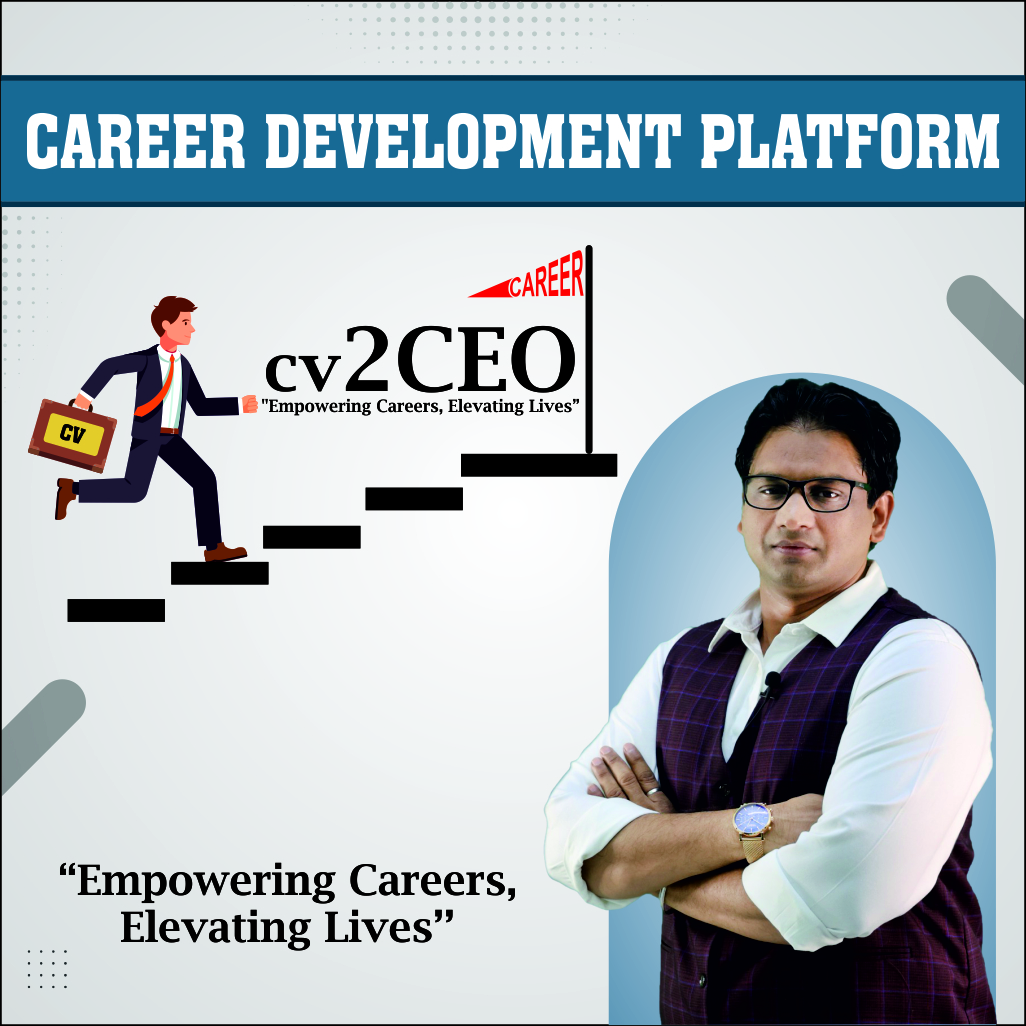 CAREER DEVELOPMENT PLATFORM
CAREER
cv2CEO
"Empowering Careers, Elevating Lives”
CV
“Empowering Careers,
Elevating Lives”